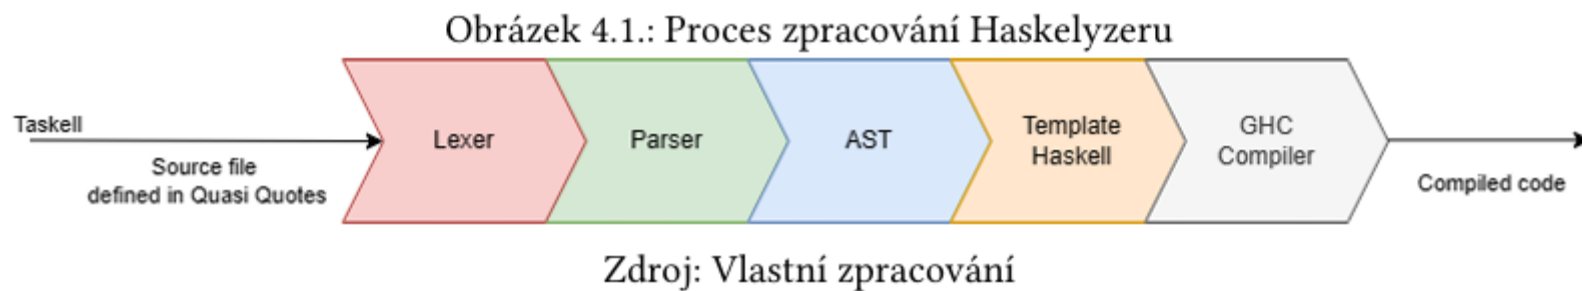 Obrázek 4.1.: Proces zpracování Haskelyzeru
Taskell
Source file
defined in Quasi Quotes
Lexer
Parser
AST
Template
Haskell
GHC
Compiler
Compiled code
Zdroj: Vlastní zpracování